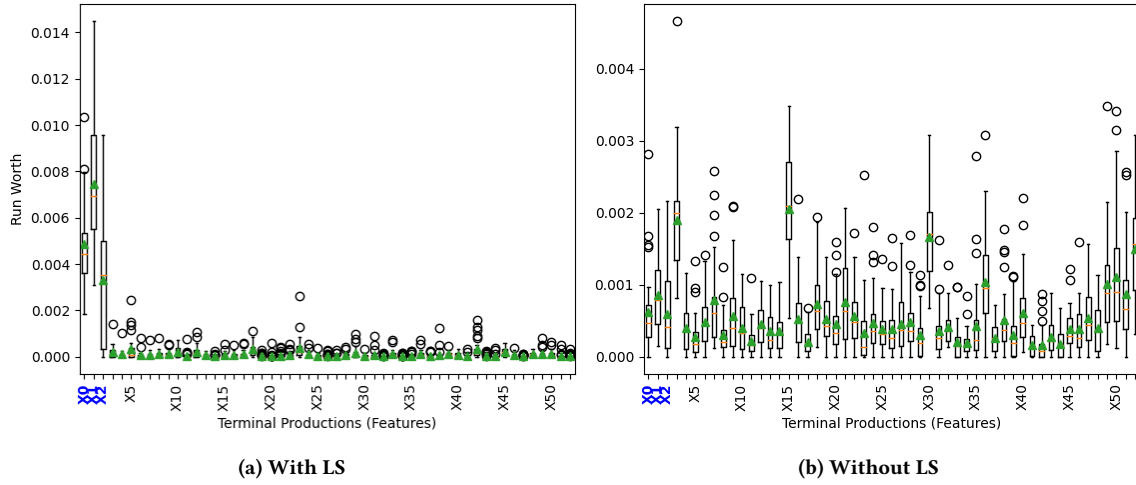 0.014
0.012
0.010
0.008
0.006
0.004
0.002
0.000
Run Worth
X0
X1
X2
X5
X10
X15
X20
X25
X30
X35
X40
X45
X50
Terminal Productions (Features)
(a) With LS
0.004
0.003
0.002
0.001
0.000
X0
X1
X2
X5
X10
X15
X20
X25
X30
X35
X40
X45
X50
Terminal Productions (Features)
(b) Without LS